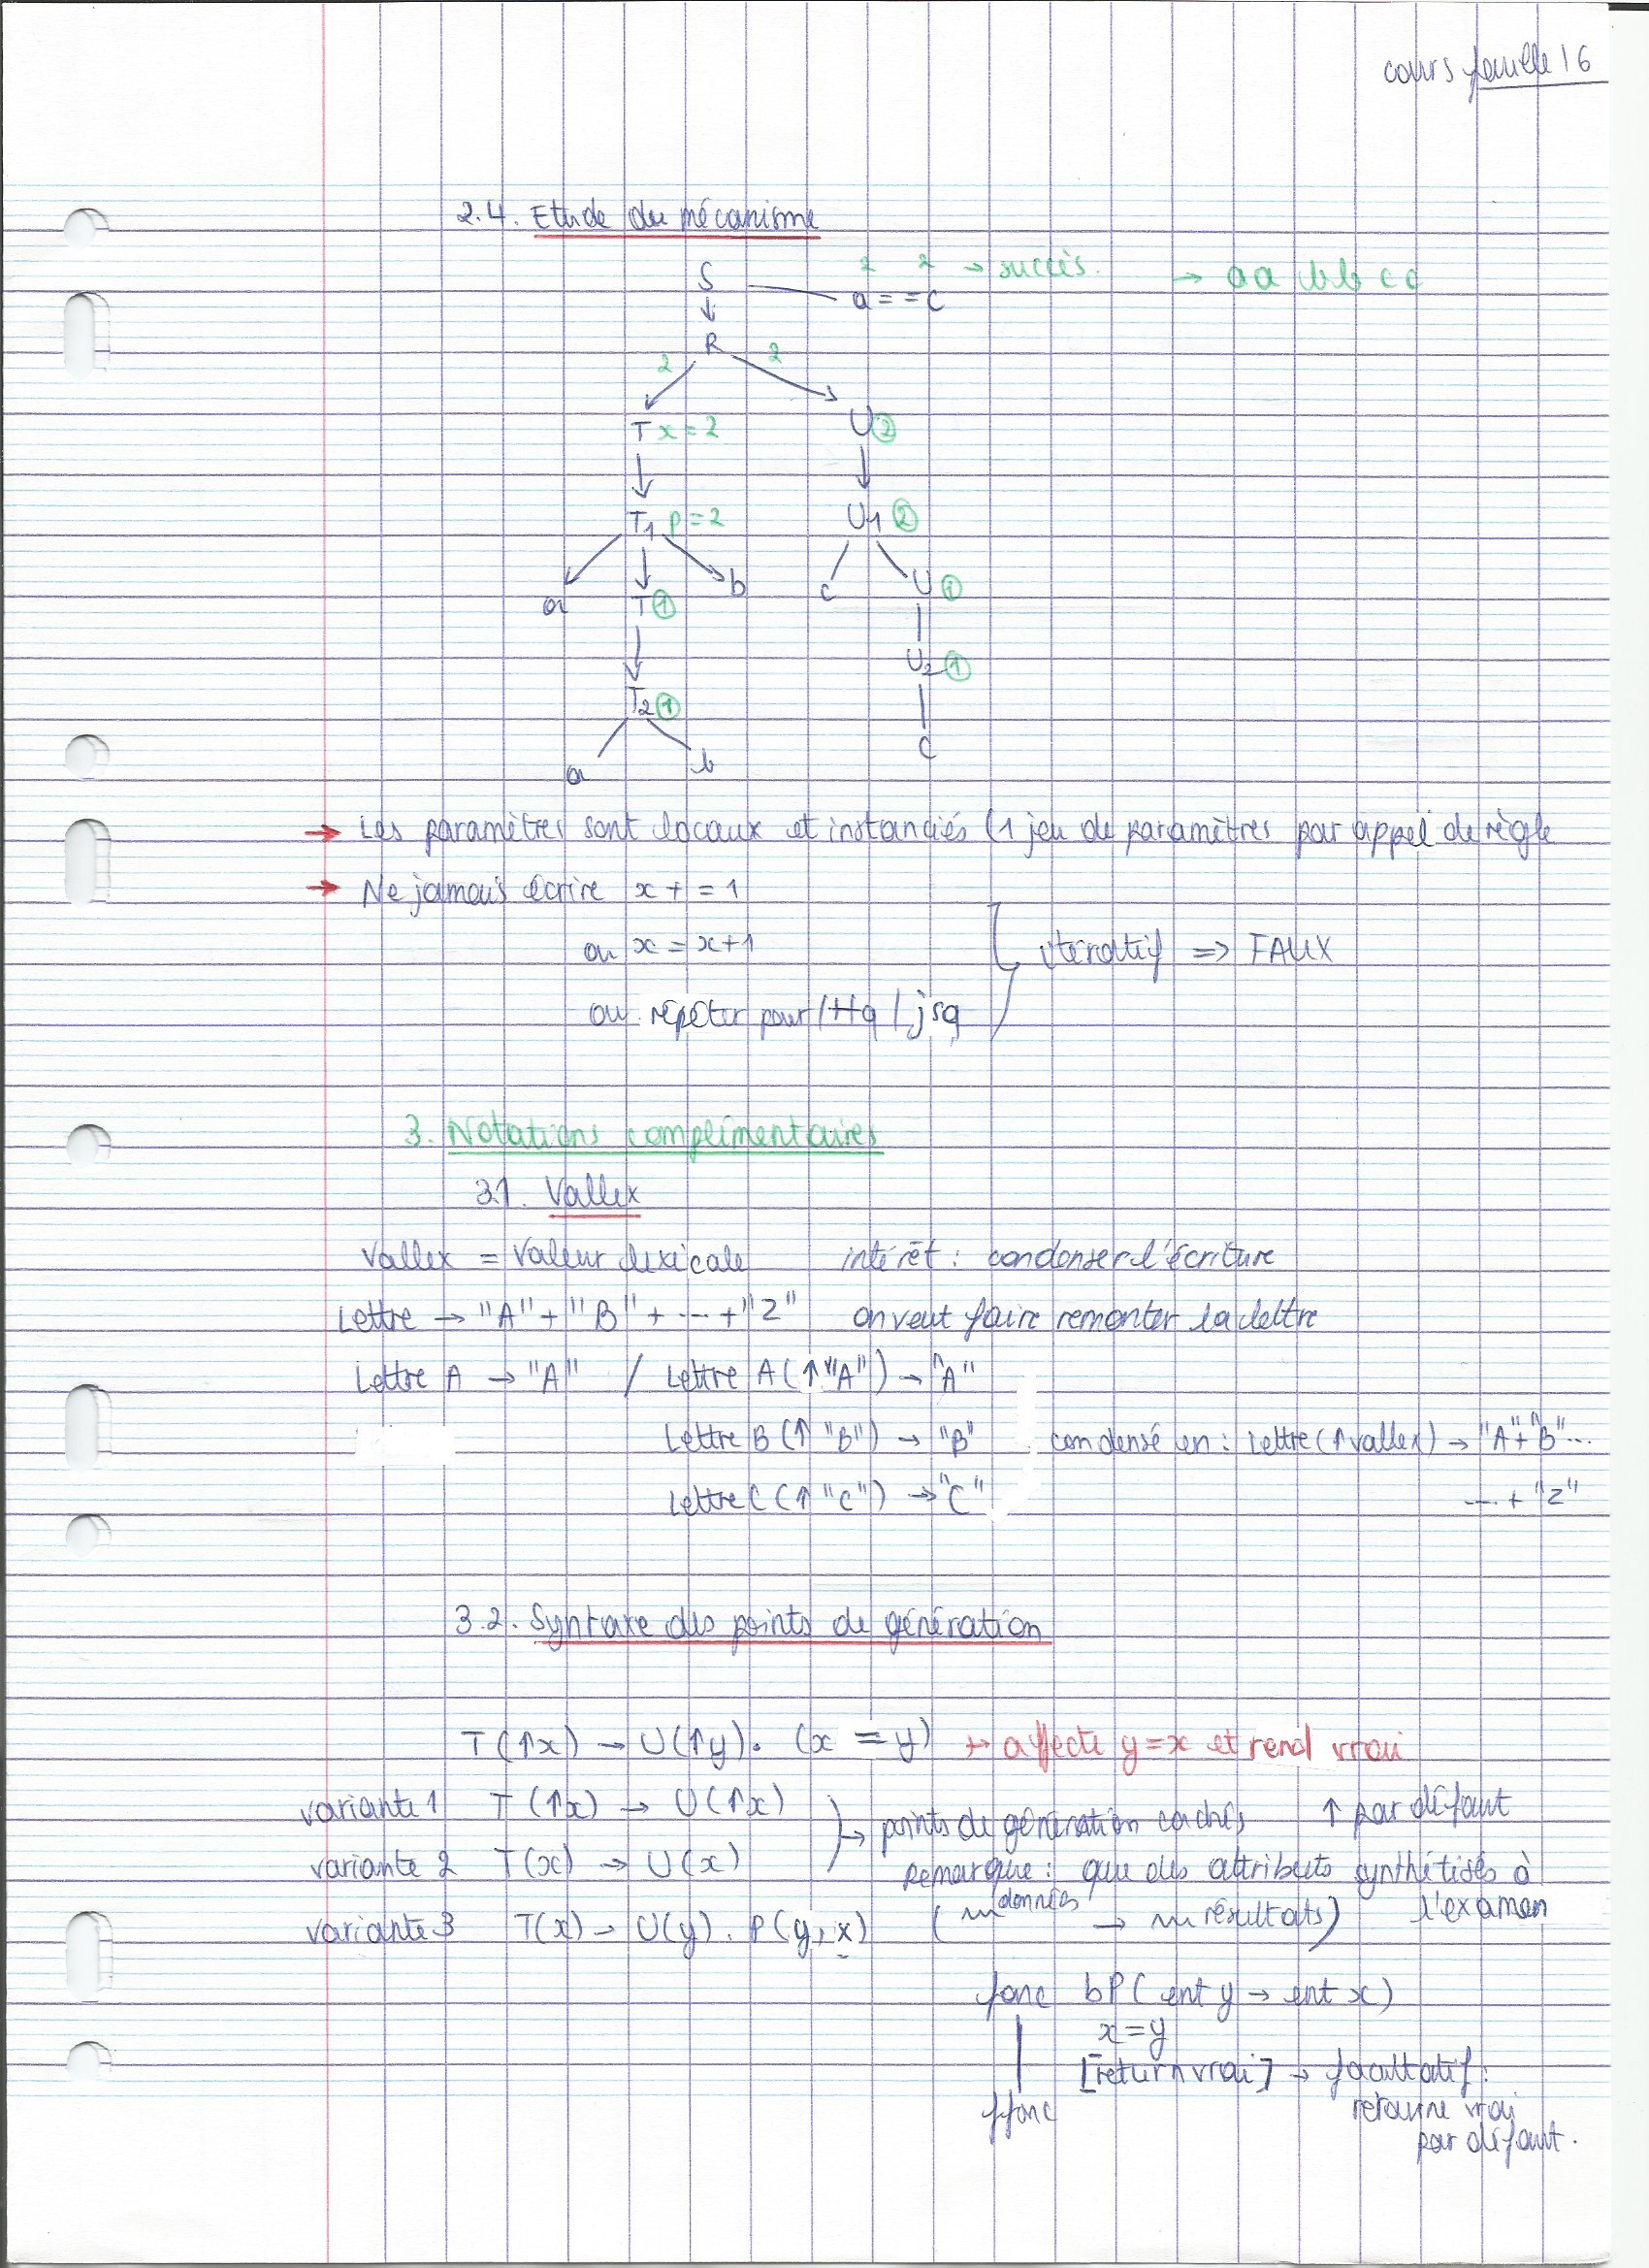 cours feuille 16
2.4. Etude du mécanisme
S 2 2 → succès. → aa bb cc
a = = c
R
2 2
T x = 2 U 2
T1 p = 2 U1 2
a T 1 b c U 1
T2 1 U2 1
a b c
→ Les paramètres sont locaux et instanciés (1 jeu de paramètres par appel de règle
→ Ne jamais écrire x + = 1
ou x = x+1 itératif => FAUX
ou répéter pour / ttq / jsq
3. Notations complimentaires
3.1. Vallex
Vallex = Valeur lexicale intérêt : condenser l'écriture
Lettre → "A" + "B" + ... + "Z" on veut faire remonter la lettre
Lettre A → "A" / Lettre A (↑ "A") → "A"
Lettre B (↑ "B") → "B" condensé en : Lettre (↑ vallex) → "A" + "B" ...
Lettre C (↑ "C") → "C" ... + "Z"
3.2. Syntaxe des points de génération
T (↑x) → U(↑y). (x = y) → affecte y = x et rend vrai
variante 1 T (↑x) → U (↑x) → points de génération cachés ↑ par défaut
variante 2 T(x) → U(x) Remarque : que des attributs synthétisés à l'examen
variante 3 T(x) → U(y). P(y, x) (m données → m résultats)
fonc bP( ent y → ent x)
x = y
[return vrai] → facultatif :
ffonc retourne vrai
par défaut.